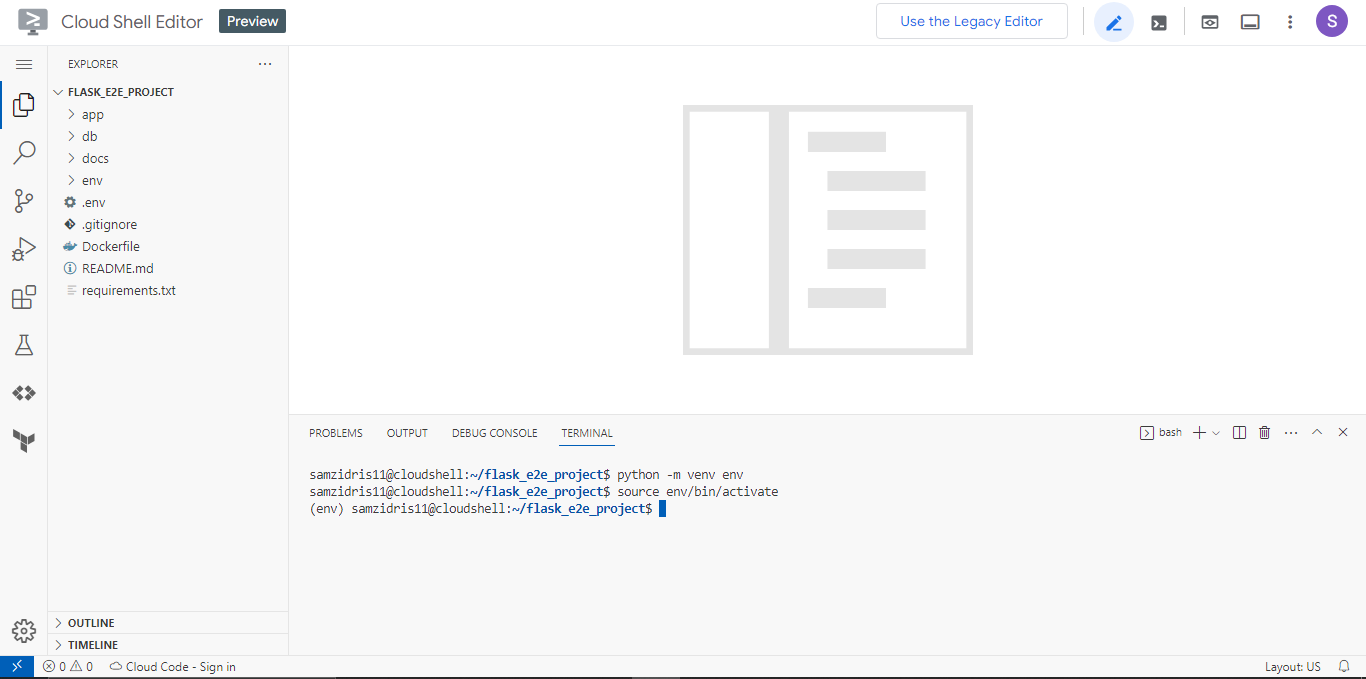 Cloud Shell Editor Preview Use the Legacy Editor S
EXPLORER
FLASK_E2E_PROJECT
app
db
docs
env
.env
.gitignore
Dockerfile
README.md
requirements.txt
OUTLINE
TIMELINE
PROBLEMS OUTPUT DEBUG CONSOLE TERMINAL bash
samzidris11@cloudshell:~/flask_e2e_project$ python -m venv env
samzidris11@cloudshell:~/flask_e2e_project$ source env/bin/activate
(env) samzidris11@cloudshell:~/flask_e2e_project$
0 0 Cloud Code - Sign in Layout: US